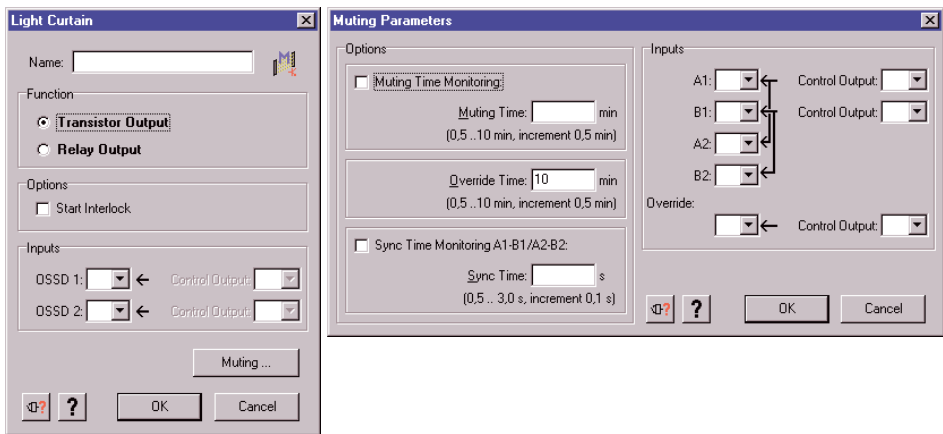 Light Curtain
Name:
Function
Transistor Output
Relay Output
Options
Start Interlock
Inputs
OSSD 1: Control Output:
OSSD 2: Control Output:
Muting ...
? ? OK Cancel
Muting Parameters
Options
Muting Time Monitoring:
Muting Time: min
(0,5 ..10 min, increment 0,5 min)
Override Time: 10 min
(0,5 ..10 min, increment 0,5 min)
Sync Time Monitoring A1-B1/A2-B2:
Sync Time: s
(0,5 .. 3,0 s, increment 0,1 s)
Inputs
A1: Control Output:
B1: Control Output:
A2:
B2:
Override:
Control Output:
? ? OK Cancel